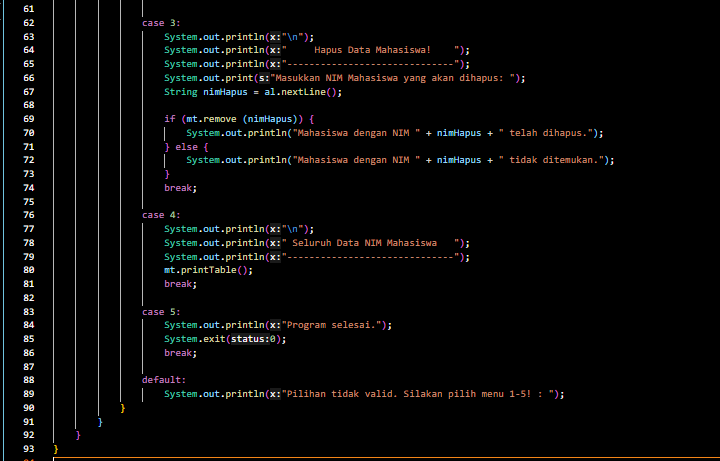 61
62 case 3:
63 System.out.println(x:"\n");
64 System.out.println(x:"     Hapus Data Mahasiswa!    ");
65 System.out.println(x:"------------------------------");
66 System.out.print(s:"Masukkan NIM Mahasiswa yang akan dihapus: ");
67 String nimHapus = al.nextLine();
68
69 if (mt.remove (nimHapus)) {
70 System.out.println("Mahasiswa dengan NIM " + nimHapus + " telah dihapus.");
71 } else {
72 System.out.println("Mahasiswa dengan NIM " + nimHapus + " tidak ditemukan.");
73 }
74 break;
75
76 case 4:
77 System.out.println(x:"\n");
78 System.out.println(x:" Seluruh Data NIM Mahasiswa   ");
79 System.out.println(x:"------------------------------");
80 mt.printTable();
81 break;
82
83 case 5:
84 System.out.println(x:"Program selesai.");
85 System.exit(status:0);
86 break;
87
88 default:
89 System.out.println(x:"Pilihan tidak valid. Silakan pilih menu 1-5! : ");
90 }
91 }
92 }
93 }